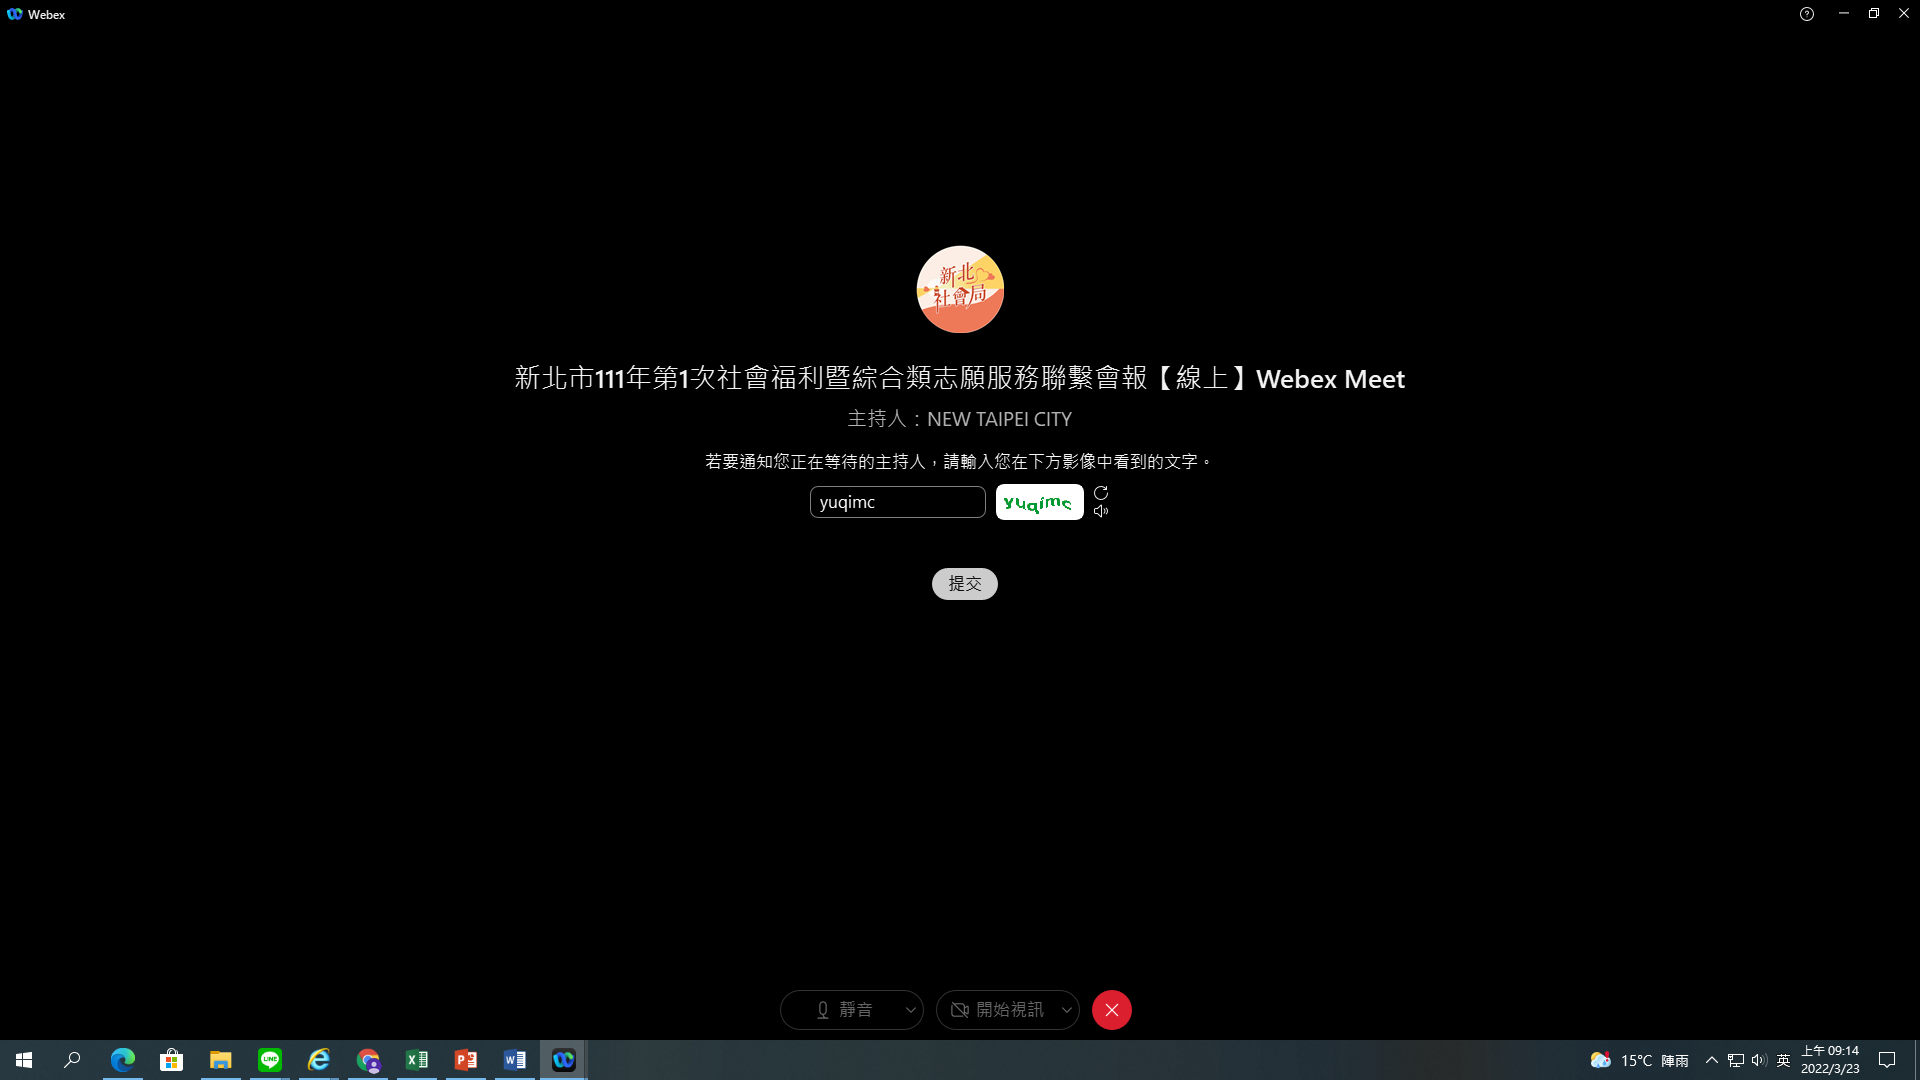 Webex
新北
社會局
新北市111年第1次社會福利暨綜合類志願服務聯繫會報【線上】Webex Meet
主持人：NEW TAIPEI CITY
若要通知您正在等待的主持人，請輸入您在下方影像中看到的文字。
yuqimc yuqimc
提交
靜音 開始視訊
15°C 陣雨 英 上午 09:14
2022/3/23